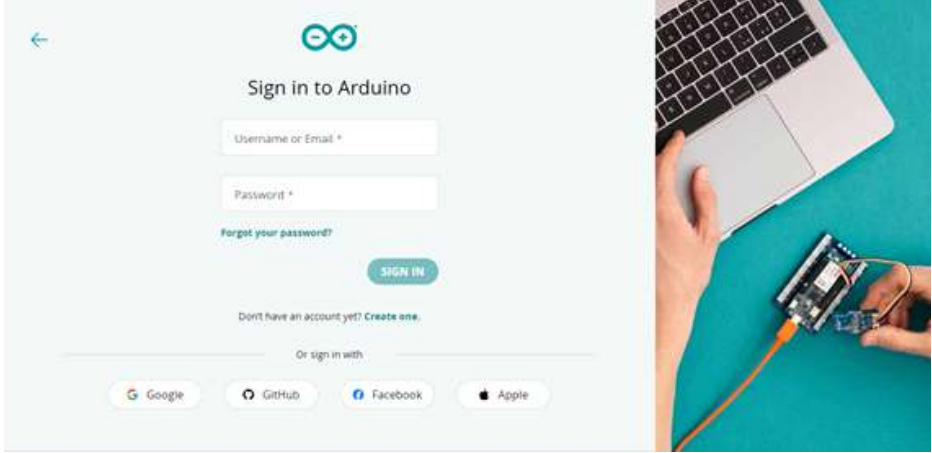 Sign in to Arduino
Username or Email *
Password *
Forgot your password?
SIGN IN
Don't have an account yet? Create one.
Or sign in with
Google GitHub Facebook Apple